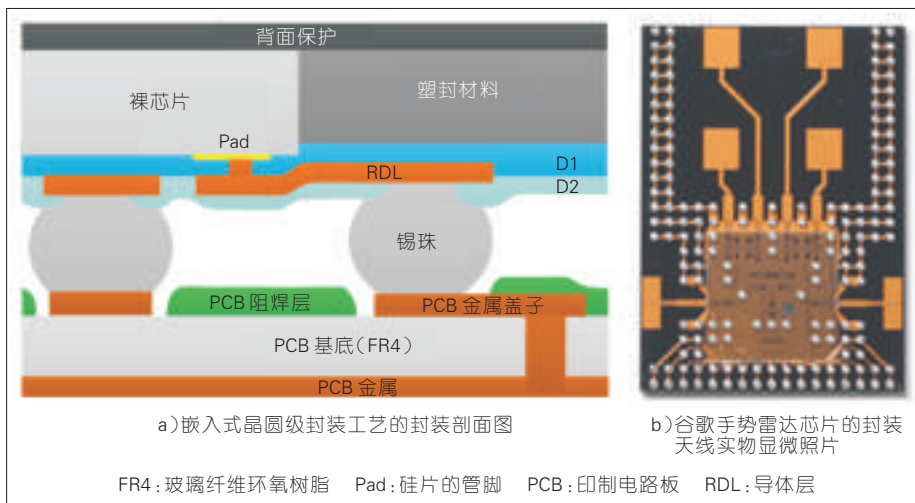 背面保护
裸芯片
塑封材料
Pad
RDL
D1
D2
锡珠
PCB 阻焊层
PCB 金属盖子
PCB 基底(FR4)
PCB 金属
a)嵌入式晶圆级封装工艺的封装剖面图
b)谷歌手势雷达芯片的封装
天线实物显微照片
FR4:玻璃纤维环氧树脂 Pad:硅片的管脚 PCB:印制电路板 RDL:导体层